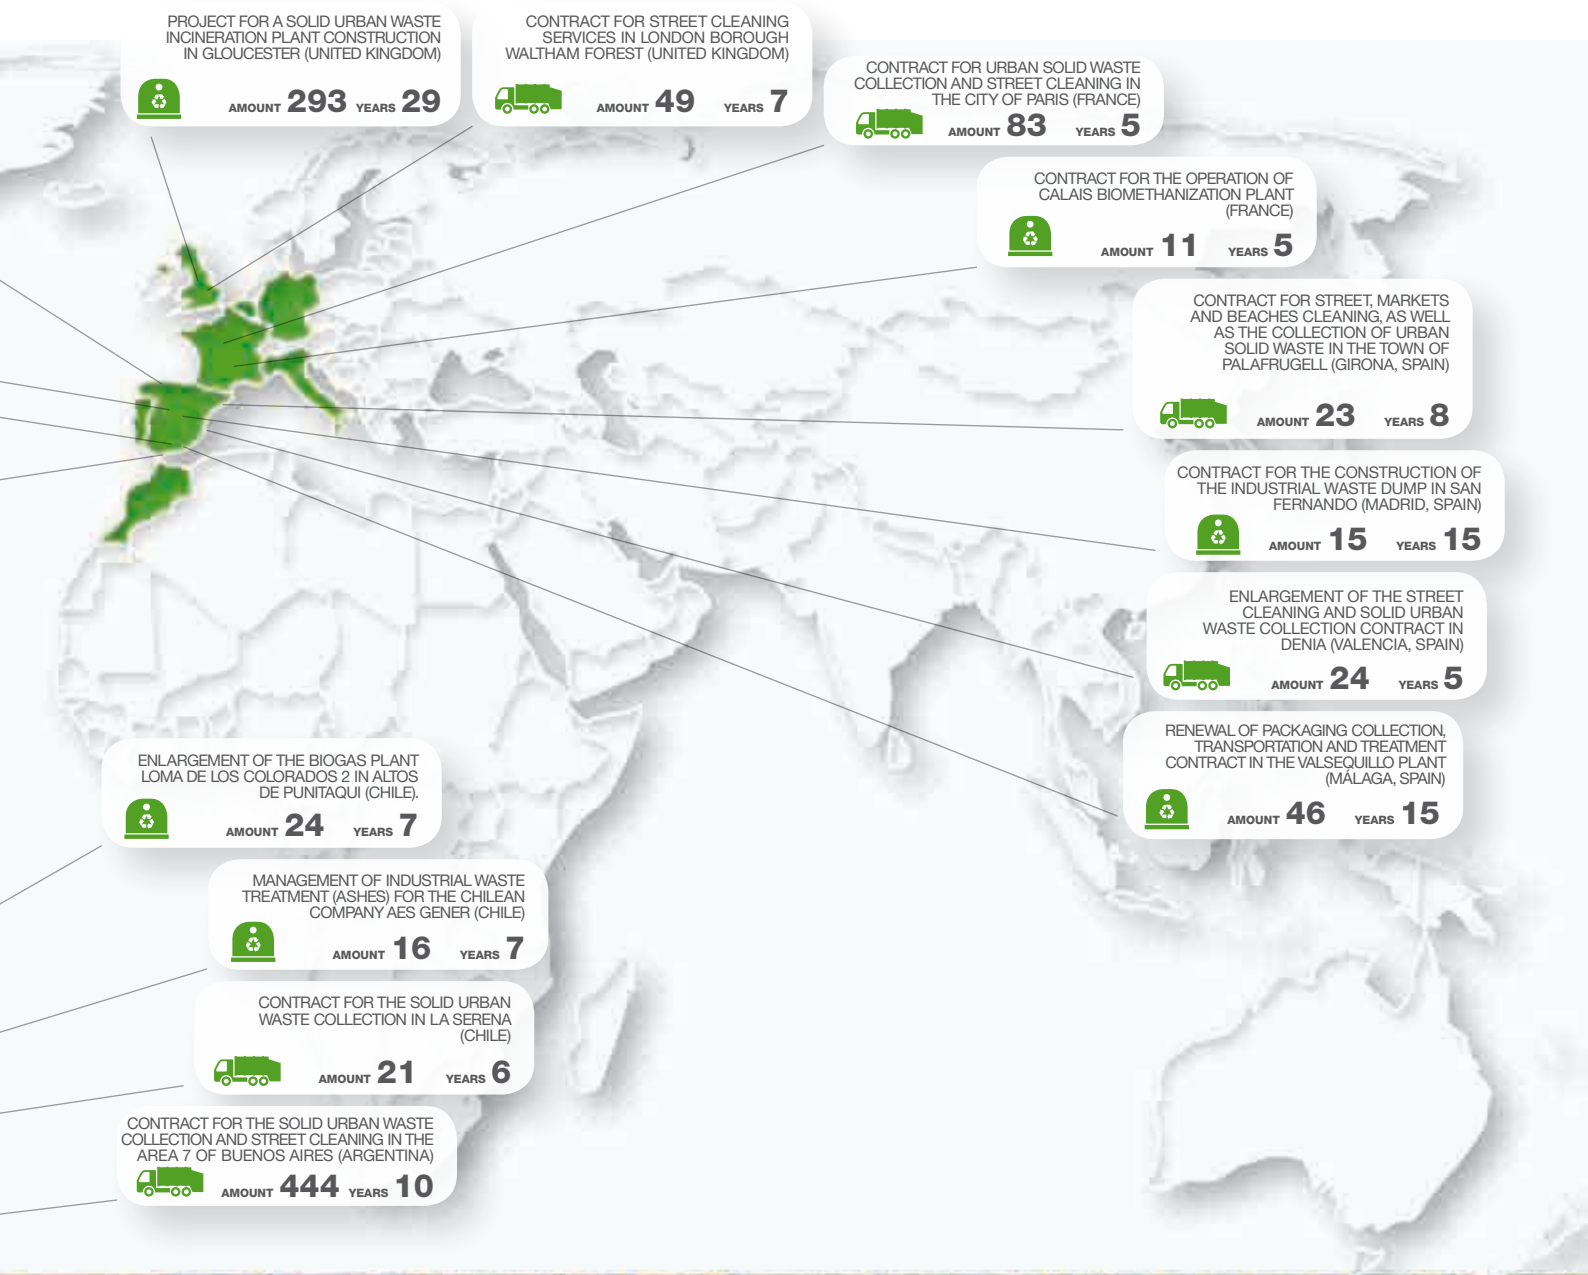 PROJECT FOR A SOLID URBAN WASTE
INCINERATION PLANT CONSTRUCTION
IN GLOUCESTER (UNITED KINGDOM)
AMOUNT 293 YEARS 29
CONTRACT FOR STREET CLEANING
SERVICES IN LONDON BOROUGH
WALTHAM FOREST (UNITED KINGDOM)
AMOUNT 49 YEARS 7
CONTRACT FOR URBAN SOLID WASTE
COLLECTION AND STREET CLEANING IN
THE CITY OF PARIS (FRANCE)
AMOUNT 83 YEARS 5
CONTRACT FOR THE OPERATION OF
CALAIS BIOMETHANIZATION PLANT
(FRANCE)
AMOUNT 11 YEARS 5
CONTRACT FOR STREET, MARKETS
AND BEACHES CLEANING, AS WELL
AS THE COLLECTION OF URBAN
SOLID WASTE IN THE TOWN OF
PALAFRUGELL (GIRONA, SPAIN)
AMOUNT 23 YEARS 8
CONTRACT FOR THE CONSTRUCTION OF
THE INDUSTRIAL WASTE DUMP IN SAN
FERNANDO (MADRID, SPAIN)
AMOUNT 15 YEARS 15
ENLARGEMENT OF THE STREET
CLEANING AND SOLID URBAN
WASTE COLLECTION CONTRACT IN
DENIA (VALENCIA, SPAIN)
AMOUNT 24 YEARS 5
RENEWAL OF PACKAGING COLLECTION,
TRANSPORTATION AND TREATMENT
CONTRACT IN THE VALSEQUILLO PLANT
(MÁLAGA, SPAIN)
AMOUNT 46 YEARS 15
ENLARGEMENT OF THE BIOGAS PLANT
LOMA DE LOS COLORADOS 2 IN ALTOS
DE PUNITAQUI (CHILE).
AMOUNT 24 YEARS 7
MANAGEMENT OF INDUSTRIAL WASTE
TREATMENT (ASHES) FOR THE CHILEAN
COMPANY AES GENER (CHILE)
AMOUNT 16 YEARS 7
CONTRACT FOR THE SOLID URBAN
WASTE COLLECTION IN LA SERENA
(CHILE)
AMOUNT 21 YEARS 6
CONTRACT FOR THE SOLID URBAN WASTE
COLLECTION AND STREET CLEANING IN THE
AREA 7 OF BUENOS AIRES (ARGENTINA)
AMOUNT 444 YEARS 10